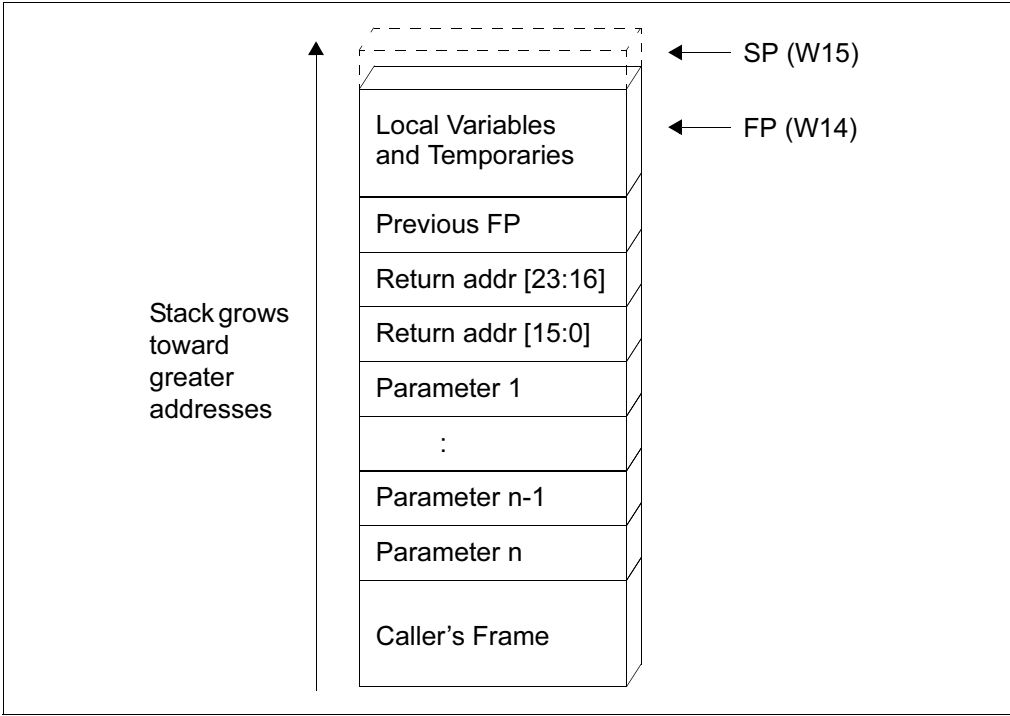 SP (W15)
FP (W14)
Local Variables
and Temporaries
Previous FP
Return addr [23:16]
Return addr [15:0]
Parameter 1
:
Parameter n-1
Parameter n
Caller’s Frame
Stack grows
toward
greater
addresses